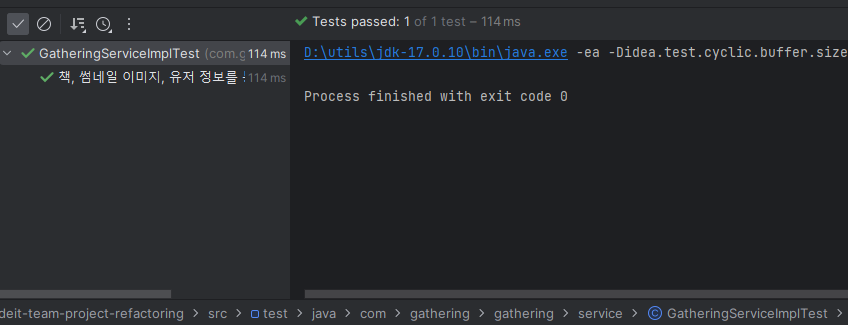 Tests passed: 1 of 1 test – 114 ms
GatheringServiceImplTest (com.g 114 ms
책, 썸네일 이미지, 유저 정보를 114 ms
D:\utils\jdk-17.0.10\bin\java.exe -ea -Didea.test.cyclic.buffer.size
Process finished with exit code 0
deit-team-project-refactoring > src > test > java > com > gathering > gathering > service > GatheringServiceImplTest >